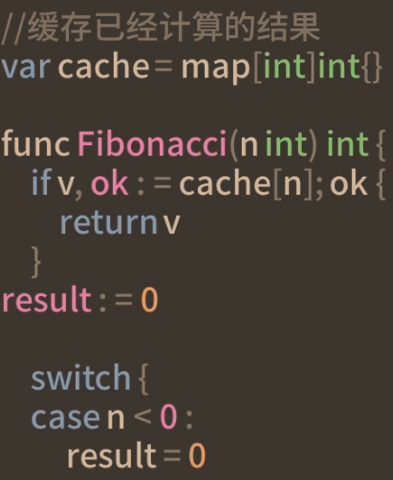 //缓存已经计算的结果
var cache = map[int]int{}
func Fibonacci(n int) int {
if v, ok := cache[n]; ok {
return v
}
result := 0
switch {
case n < 0:
result = 0